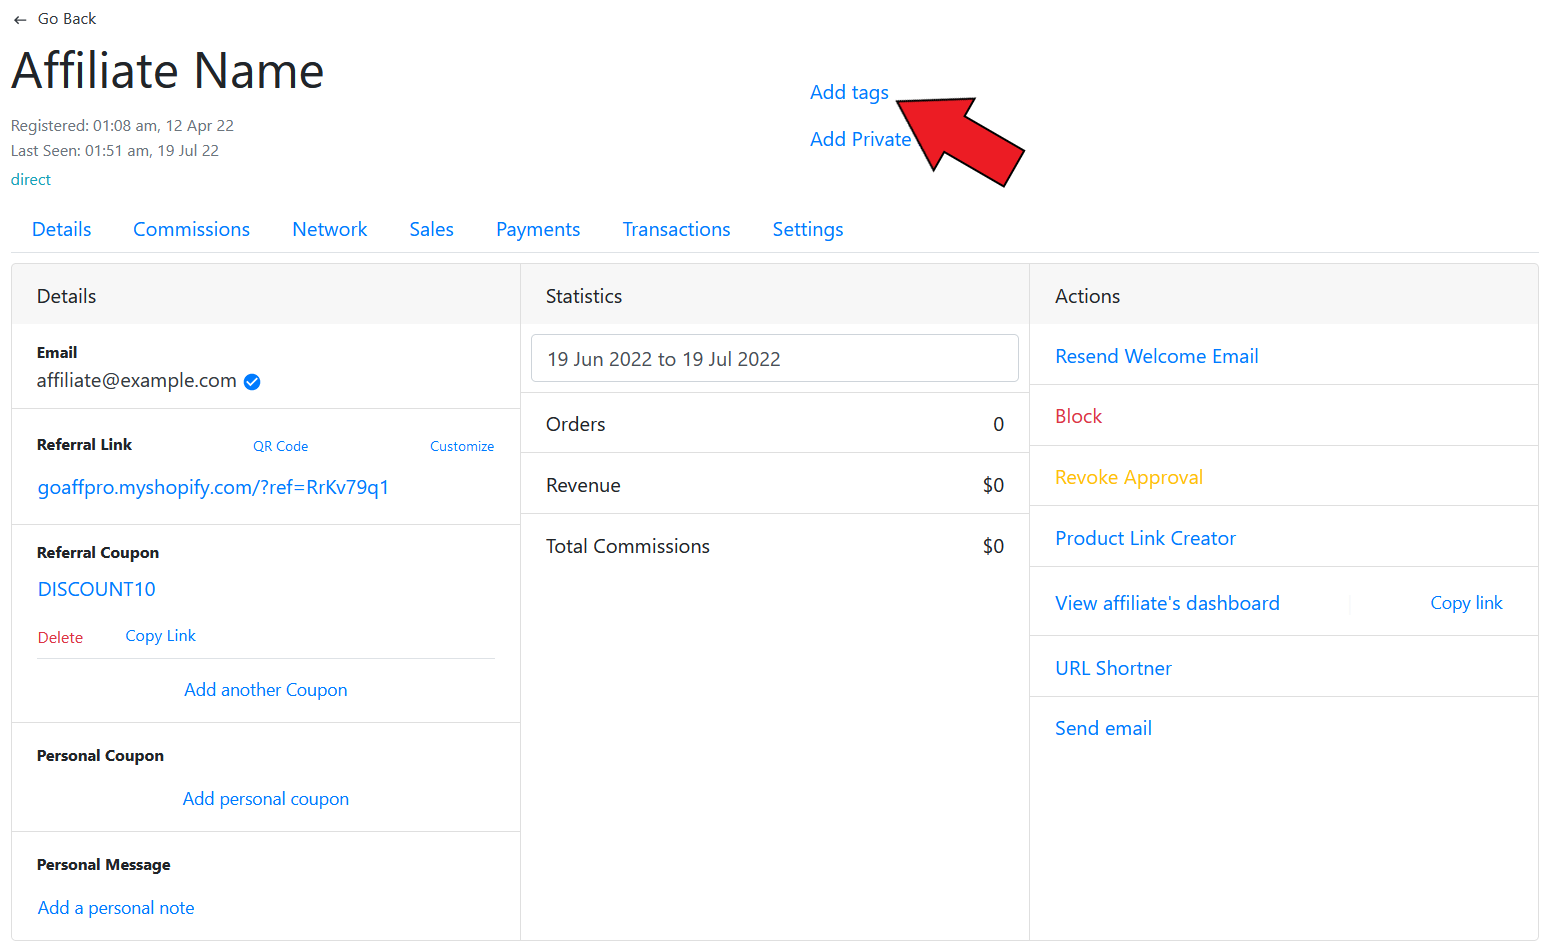 ← Go Back
Affiliate Name
Add tags
Add Private
Registered: 01:08 am, 12 Apr 22
Last Seen: 01:51 am, 19 Jul 22
direct
Details Commissions Network Sales Payments Transactions Settings
Details
Email
affiliate@example.com
Referral Link QR Code Customize
goaffpro.myshopify.com/?ref=RrKv79q1
Referral Coupon
DISCOUNT10
Delete Copy Link
Add another Coupon
Personal Coupon
Add personal coupon
Personal Message
Add a personal note
Statistics
19 Jun 2022 to 19 Jul 2022
Orders 0
Revenue $0
Total Commissions $0
Actions
Resend Welcome Email
Block
Revoke Approval
Product Link Creator
View affiliate's dashboard Copy link
URL Shortner
Send email